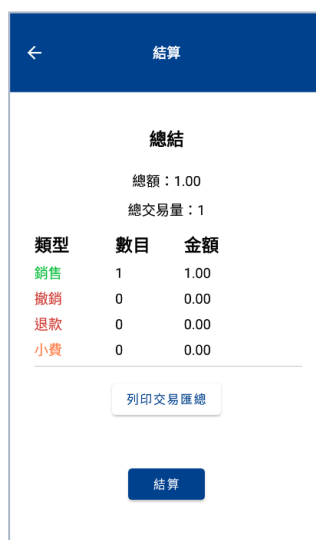 結算
總結
總額：1.00
總交易量：1
類型 數目 金額
銷售 1 1.00
撤銷 0 0.00
退款 0 0.00
小費 0 0.00
列印交易匯總
結算